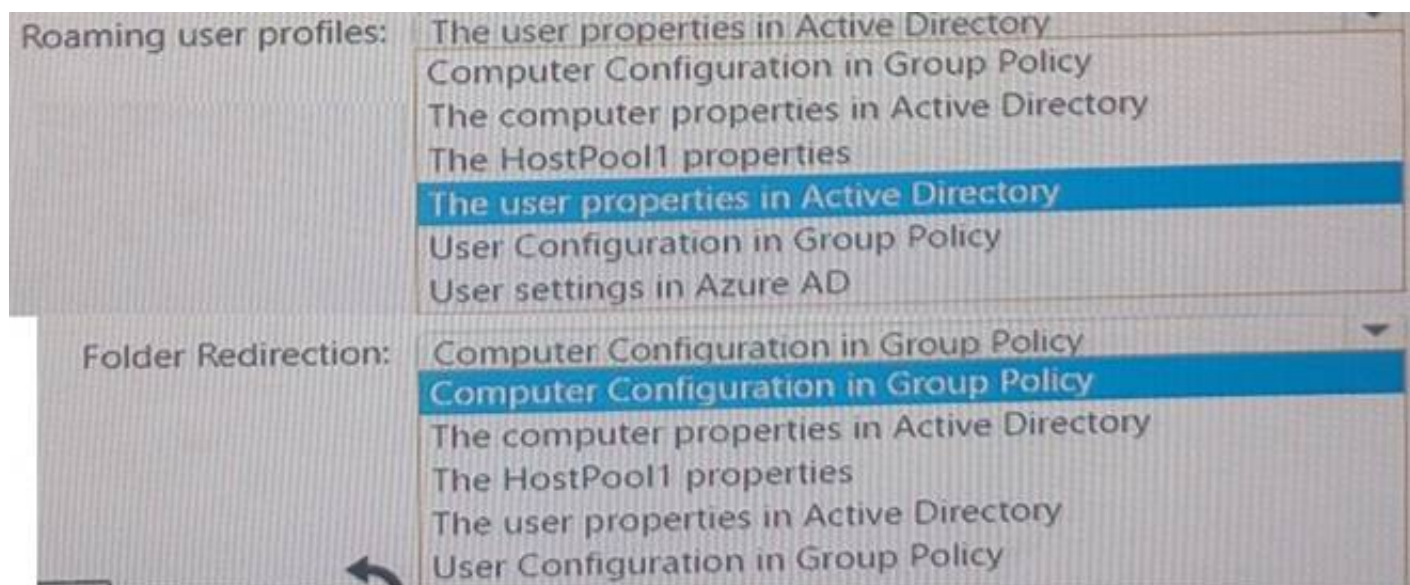 Roaming user profiles: The user properties in Active Directory
Computer Configuration in Group Policy
The computer properties in Active Directory
The HostPool1 properties
The user properties in Active Directory
User Configuration in Group Policy
User settings in Azure AD
Folder Redirection: Computer Configuration in Group Policy
Computer Configuration in Group Policy
The computer properties in Active Directory
The HostPool1 properties
The user properties in Active Directory
User Configuration in Group Policy